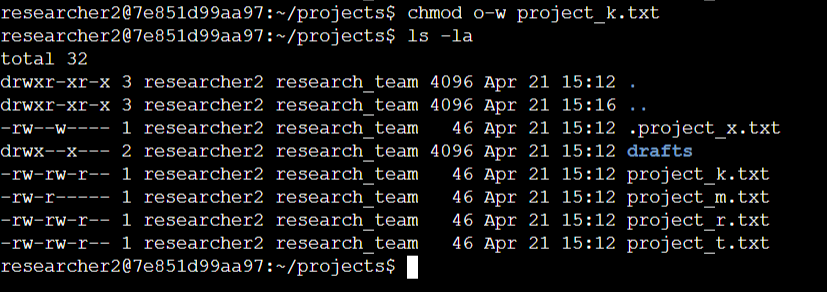 researcher2@7e851d99aa97:~/projects$ chmod o-w project_k.txt
researcher2@7e851d99aa97:~/projects$ ls -la
total 32
drwxr-xr-x 3 researcher2 research_team 4096 Apr 21 15:12 .
drwxr-xr-x 3 researcher2 research_team 4096 Apr 21 15:16 ..
-rw--w---- 1 researcher2 research_team   46 Apr 21 15:12 .project_x.txt
drwx--x--- 2 researcher2 research_team 4096 Apr 21 15:12 drafts
-rw-rw-r-- 1 researcher2 research_team   46 Apr 21 15:12 project_k.txt
-rw-r----- 1 researcher2 research_team   46 Apr 21 15:12 project_m.txt
-rw-rw-r-- 1 researcher2 research_team   46 Apr 21 15:12 project_r.txt
-rw-rw-r-- 1 researcher2 research_team   46 Apr 21 15:12 project_t.txt
researcher2@7e851d99aa97:~/projects$